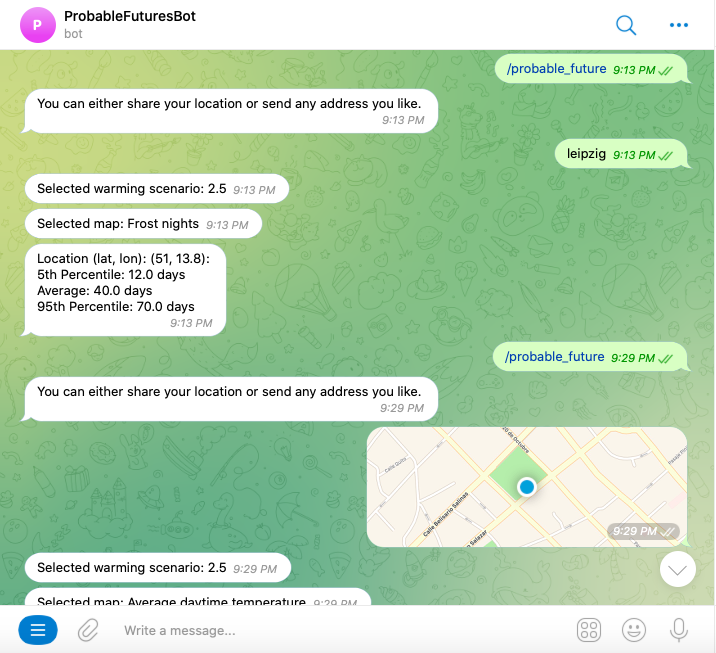 P
ProbableFuturesBot
bot
/probable_future 9:13 PM
You can either share your location or send any address you like.
9:13 PM
leipzig 9:13 PM
Selected warming scenario: 2.5 9:13 PM
Selected map: Frost nights 9:13 PM
Location (lat, lon): (51, 13.8):
5th Percentile: 12.0 days
Average: 40.0 days
95th Percentile: 70.0 days
9:13 PM
/probable_future 9:29 PM
You can either share your location or send any address you like.
9:29 PM
20 de Octubre
Calle Quito
Calle Belisario Salinas
Salazar
9:29 PM
Selected warming scenario: 2.5 9:29 PM
Selected map: Average daytime temperature 9:29 PM
Write a message...